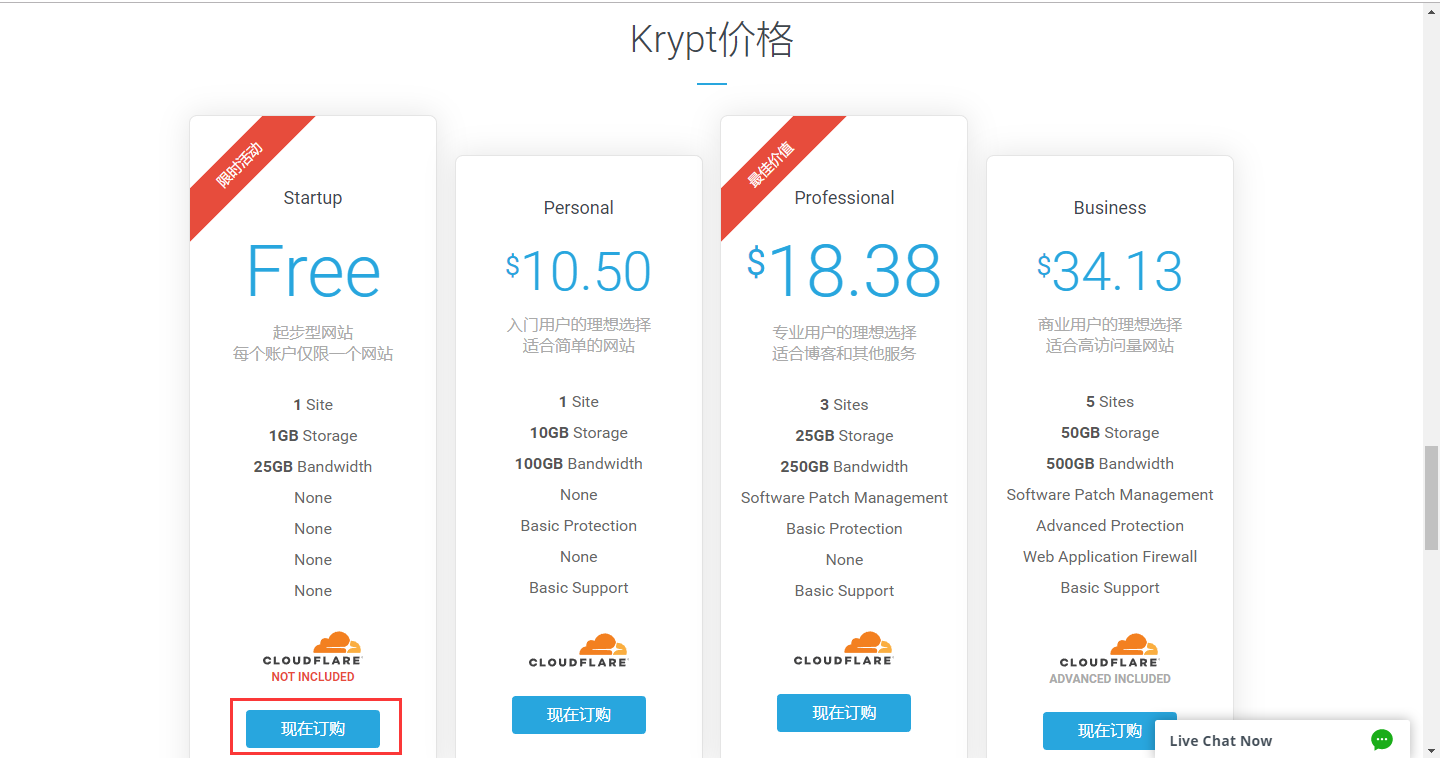 Krypt价格
限时活动
Startup
Free
起步型网站
每个账户仅限一个网站
1 Site
1GB Storage
25GB Bandwidth
None
None
None
None
CLOUDFLARE
NOT INCLUDED
现在订购
Personal
$10.50
入门用户的理想选择
适合简单的网站
1 Site
10GB Storage
100GB Bandwidth
None
Basic Protection
None
Basic Support
CLOUDFLARE
现在订购
最佳价值
Professional
$18.38
专业用户的理想选择
适合博客和其他服务
3 Sites
25GB Storage
250GB Bandwidth
Software Patch Management
Basic Protection
None
Basic Support
CLOUDFLARE
现在订购
Business
$34.13
商业用户的理想选择
适合高访问量网站
5 Sites
50GB Storage
500GB Bandwidth
Software Patch Management
Advanced Protection
Web Application Firewall
Basic Support
CLOUDFLARE
ADVANCED INCLUDED
现在订购
Live Chat Now